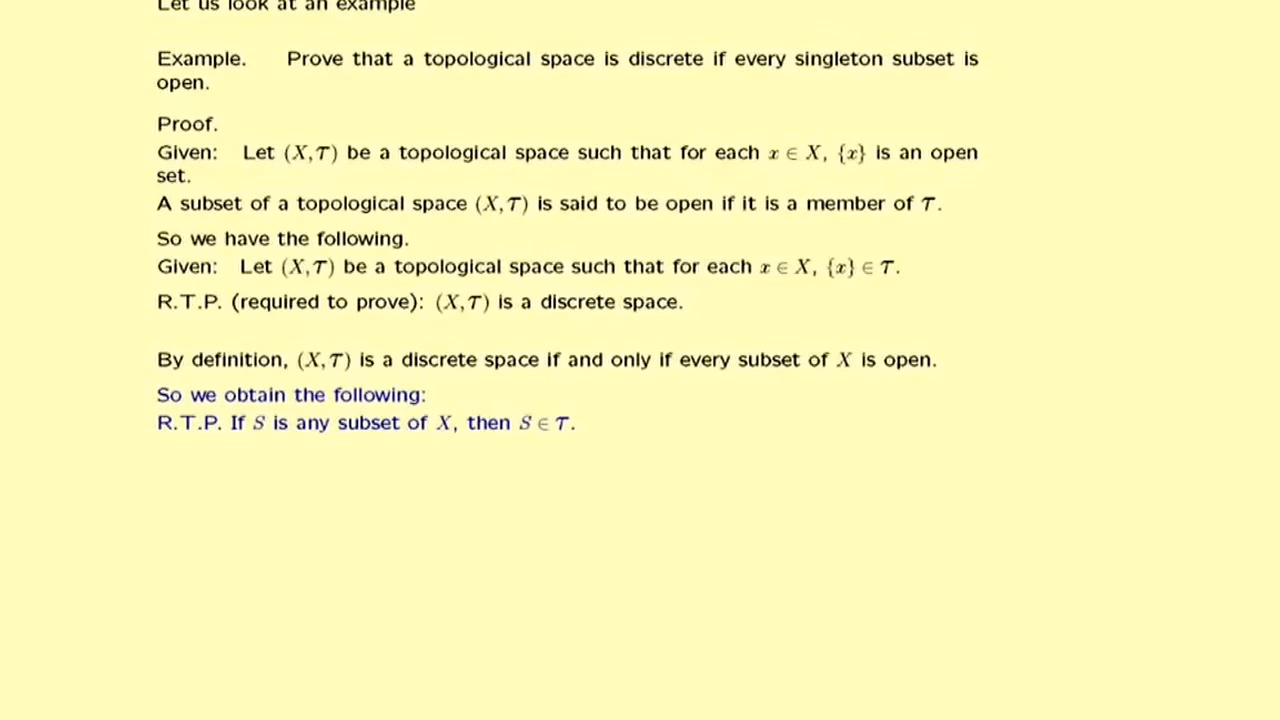 Let us look at an example
Example. Prove that a topological space is discrete if every singleton subset is
open.
Proof.
Given: Let (X, 𝒯) be a topological space such that for each x ∈ X, {x} is an open
set.
A subset of a topological space (X, 𝒯) is said to be open if it is a member of 𝒯.
So we have the following.
Given: Let (X, 𝒯) be a topological space such that for each x ∈ X, {x} ∈ 𝒯.
R.T.P. (required to prove): (X, 𝒯) is a discrete space.
By definition, (X, 𝒯) is a discrete space if and only if every subset of X is open.
So we obtain the following:
R.T.P. If S is any subset of X, then S ∈ 𝒯.